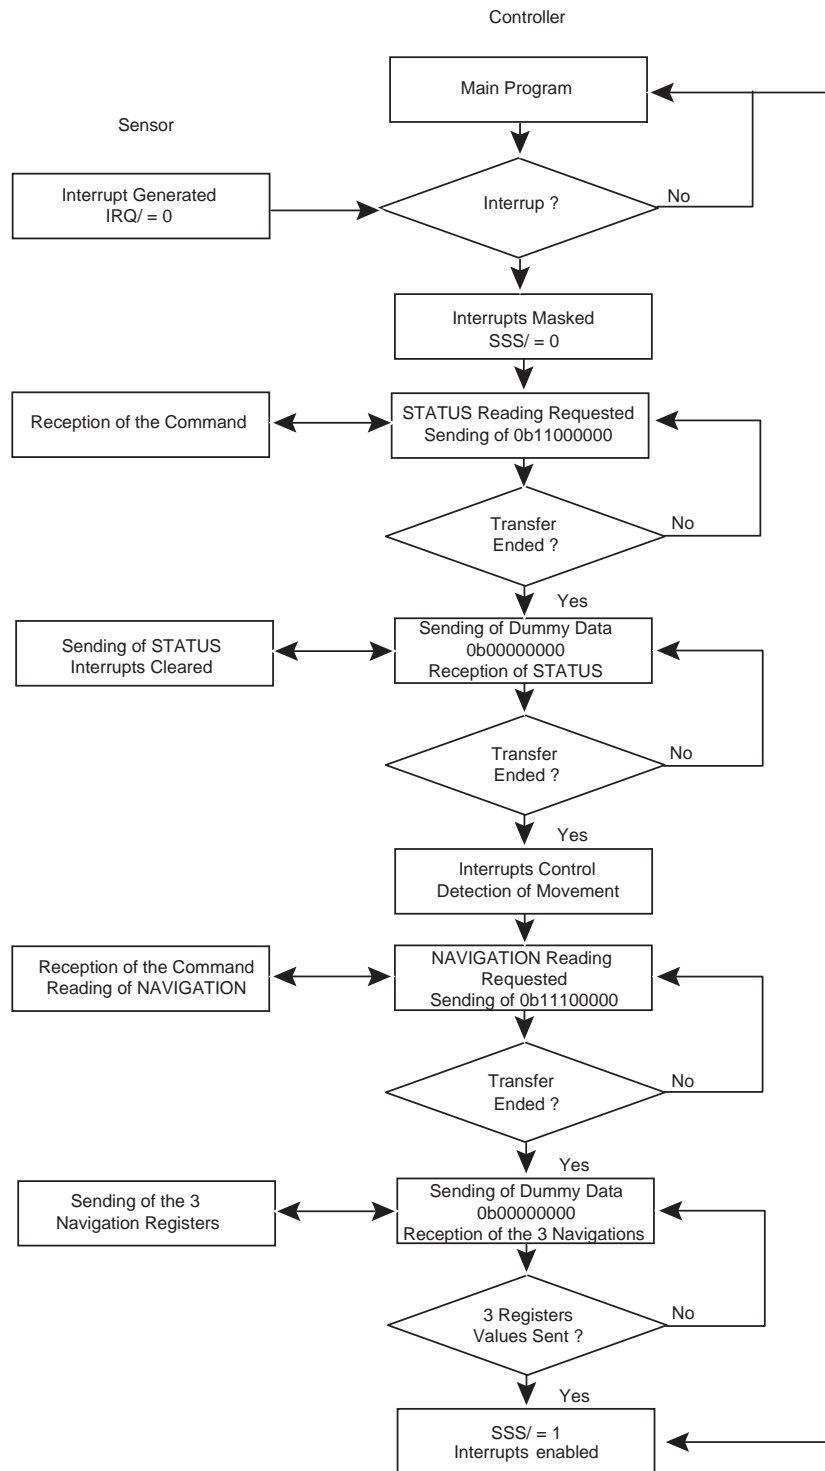 Controller
Main Program
Sensor
Interrupt Generated
IRQ/ = 0
Interrup ?
No
Interrupts Masked
SSS/ = 0
Reception of the Command
STATUS Reading Requested
Sending of 0b11000000
Transfer
Ended ?
No
Yes
Sending of STATUS
Interrupts Cleared
Sending of Dummy Data
0b00000000
Reception of STATUS
Transfer
Ended ?
No
Yes
Interrupts Control
Detection of Movement
Reception of the Command
Reading of NAVIGATION
NAVIGATION Reading
Requested
Sending of 0b11100000
Transfer
Ended ?
No
Yes
Sending of the 3
Navigation Registers
Sending of Dummy Data
0b00000000
Reception of the 3 Navigations
3 Registers
Values Sent ?
No
Yes
SSS/ = 1
Interrupts enabled